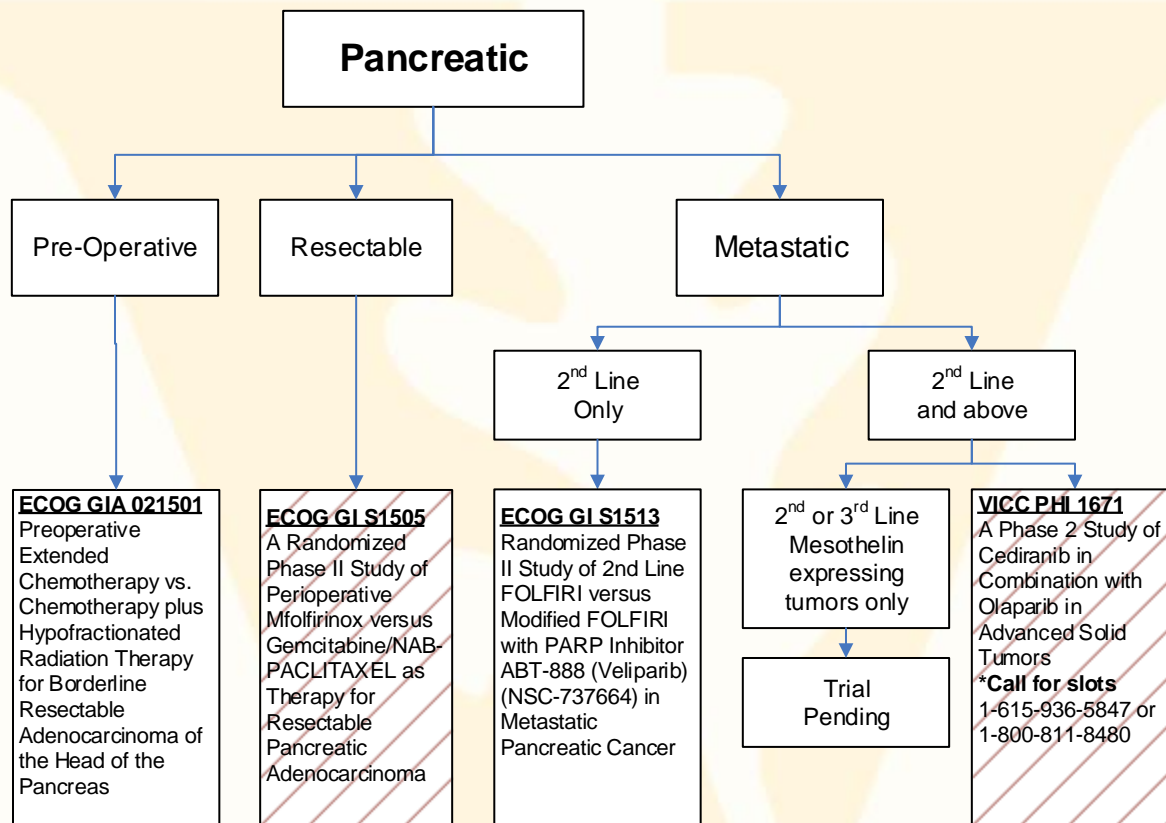 Pancreatic
Pre-Operative
Resectable
Metastatic
2nd Line
Only
2nd Line
and above
ECOG GIA 021501
Preoperative
Extended
Chemotherapy vs.
Chemotherapy plus
Hypofractionated
Radiation Therapy
for Borderline
Resectable
Adenocarcinoma of
the Head of the
Pancreas
ECOG GI S1505
A Randomized
Phase II Study of
Perioperative
Mfolfirinox versus
Gemcitabine/NAB-
PACLITAXEL as
Therapy for
Resectable
Pancreatic
Adenocarcinoma
ECOG GI S1513
Randomized Phase
II Study of 2nd Line
FOLFIRI versus
Modified FOLFIRI
with PARP Inhibitor
ABT-888 (Veliparib)
(NSC-737664) in
Metastatic
Pancreatic Cancer
2nd or 3rd Line
Mesothelin
expressing
tumors only
Trial
Pending
VICC PHI 1671
A Phase 2 Study of
Cediranib in
Combination with
Olaparib in
Advanced Solid
Tumors
*Call for slots
1-615-936-5847 or
1-800-811-8480